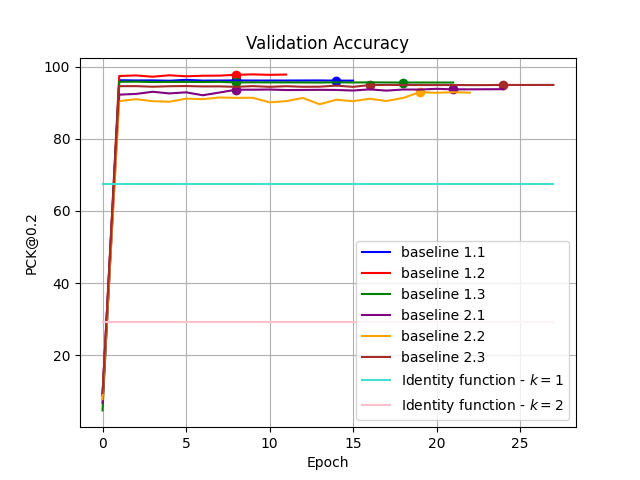 Validation Accuracy
PCK@0.2
100
80
60
40
20
0 5 10 15 20 25
Epoch
baseline 1.1
baseline 1.2
baseline 1.3
baseline 2.1
baseline 2.2
baseline 2.3
Identity function - k = 1
Identity function - k = 2